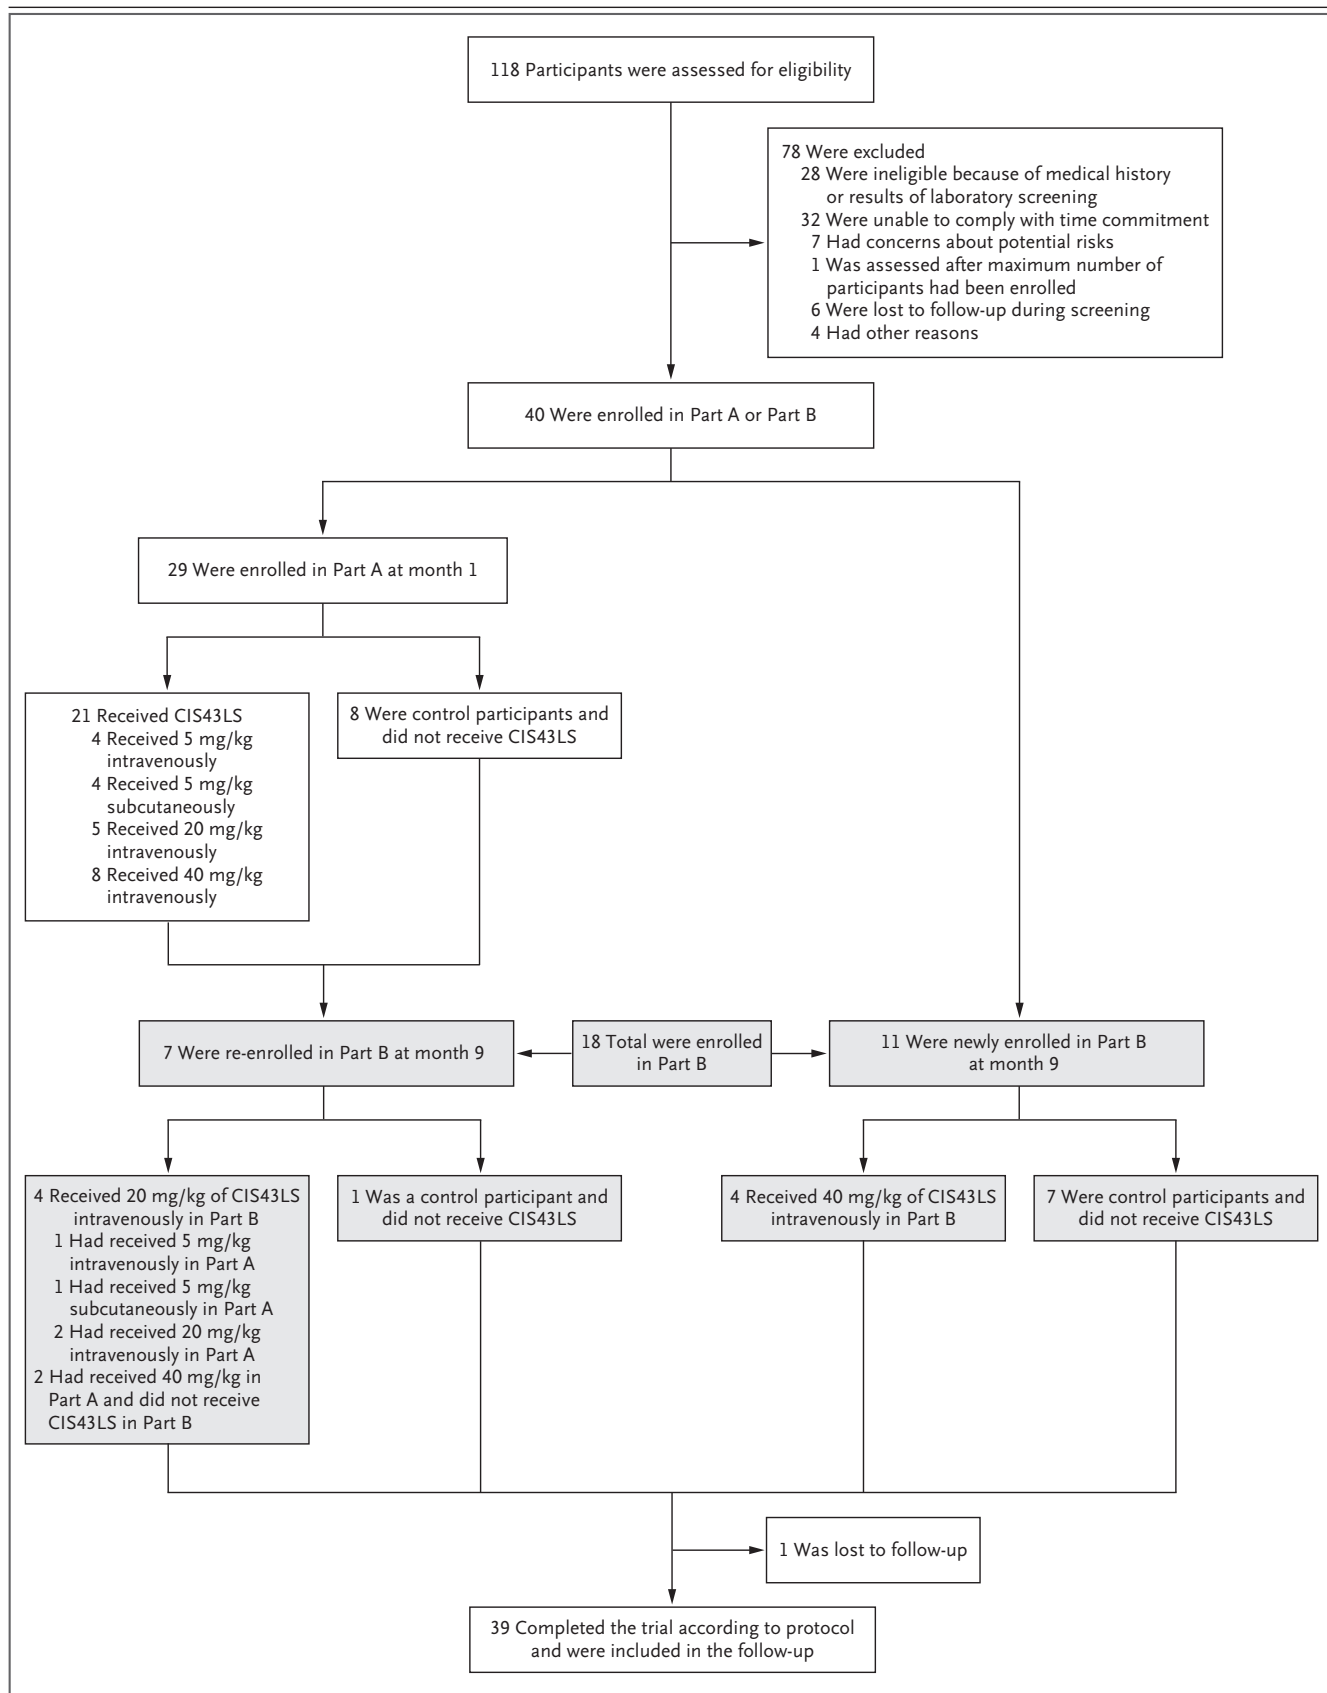 118 Participants were assessed for eligibility
78 Were excluded
28 Were ineligible because of medical history
or results of laboratory screening
32 Were unable to comply with time commitment
7 Had concerns about potential risks
1 Was assessed after maximum number of
participants had been enrolled
6 Were lost to follow-up during screening
4 Had other reasons
40 Were enrolled in Part A or Part B
29 Were enrolled in Part A at month 1
21 Received CIS43LS
4 Received 5 mg/kg
intravenously
4 Received 5 mg/kg
subcutaneously
5 Received 20 mg/kg
intravenously
8 Received 40 mg/kg
intravenously
8 Were control participants and
did not receive CIS43LS
7 Were re-enrolled in Part B at month 9
18 Total were enrolled
in Part B
11 Were newly enrolled in Part B
at month 9
4 Received 20 mg/kg of CIS43LS
intravenously in Part B
1 Had received 5 mg/kg
intravenously in Part A
1 Had received 5 mg/kg
subcutaneously in Part A
2 Had received 20 mg/kg
intravenously in Part A
2 Had received 40 mg/kg in
Part A and did not receive
CIS43LS in Part B
1 Was a control participant and
did not receive CIS43LS
4 Received 40 mg/kg of CIS43LS
intravenously in Part B
7 Were control participants and
did not receive CIS43LS
1 Was lost to follow-up
39 Completed the trial according to protocol
and were included in the follow-up